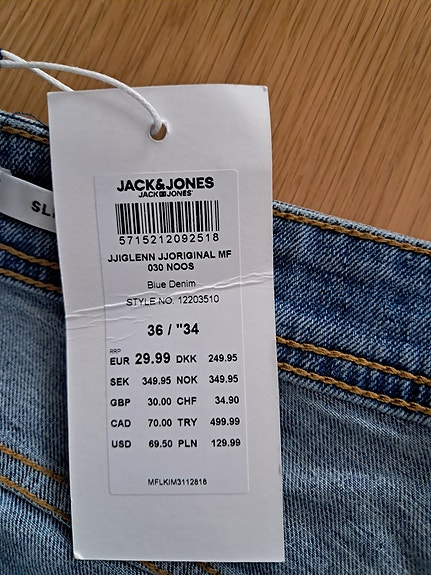 JACK&JONES
JACK&JONES
5715212092518
JJIGLENN JJORIGINAL MF
030 NOOS
Blue Denim
STYLE NO. 12203510
36 / "34
RRP
EUR 29.99 DKK 249.95
SEK 349.95 NOK 349.95
GBP 30.00 CHF 34.90
CAD 70.00 TRY 499.99
USD 69.50 PLN 129.99
MFLKIM3112818